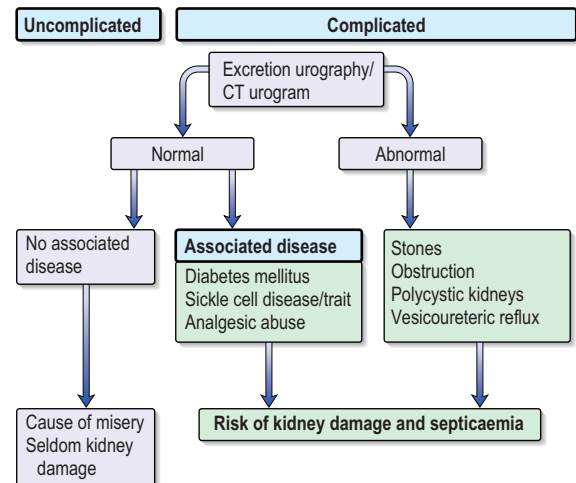 Uncomplicated
Complicated
Excretion urography/
CT urogram
Normal
Abnormal
No associated
disease
Associated disease
Diabetes mellitus
Sickle cell disease/trait
Analgesic abuse
Stones
Obstruction
Polycystic kidneys
Vesicoureteric reflux
Cause of misery
Seldom kidney
damage
Risk of kidney damage and septicaemia